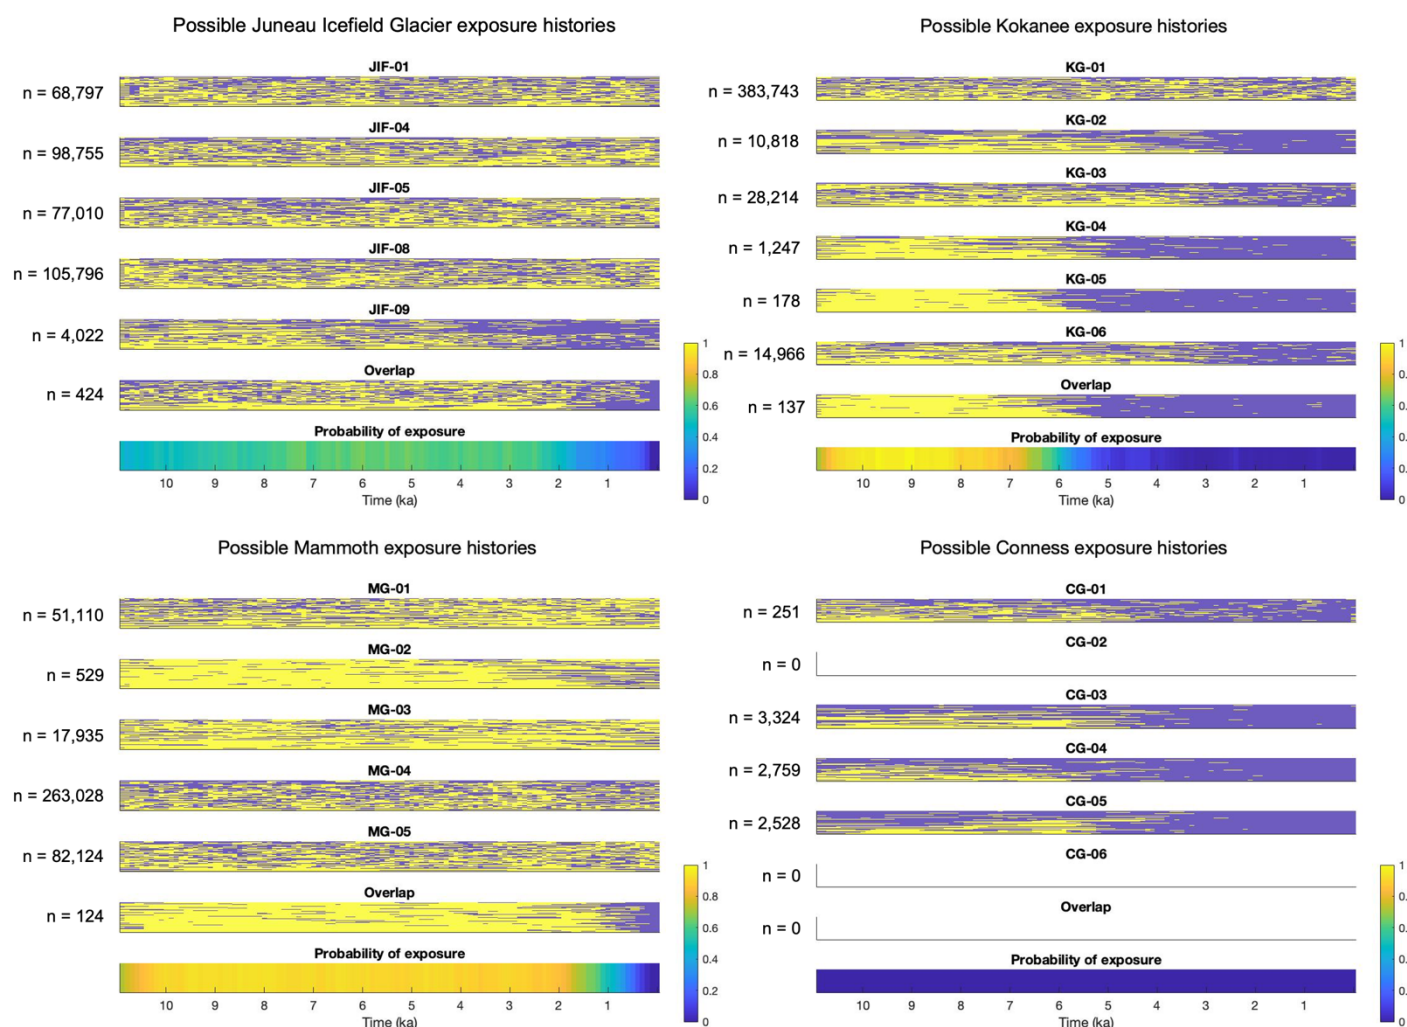 Possible Juneau Icefield Glacier exposure histories
JIF-01
n = 68,797
JIF-04
n = 98,755
JIF-05
n = 77,010
JIF-08
n = 105,796
JIF-09
n = 4,022
Overlap
n = 424
Probability of exposure
10 9 8 7 6 5 4 3 2 1
Time (ka)
1
0.8
0.6
0.4
0.2
0
Possible Kokanee exposure histories
KG-01
n = 383,743
KG-02
n = 10,818
KG-03
n = 28,214
KG-04
n = 1,247
KG-05
n = 178
KG-06
n = 14,966
Overlap
n = 137
Probability of exposure
10 9 8 7 6 5 4 3 2 1
Time (ka)
1
0.
0.
0.
0.
0
Possible Mammoth exposure histories
MG-01
n = 51,110
MG-02
n = 529
MG-03
n = 17,935
MG-04
n = 263,028
MG-05
n = 82,124
Overlap
n = 124
Probability of exposure
10 9 8 7 6 5 4 3 2 1
Time (ka)
1
0.8
0.6
0.4
0.2
0
Possible Conness exposure histories
CG-01
n = 251
CG-02
n = 0
CG-03
n = 3,324
CG-04
n = 2,759
CG-05
n = 2,528
CG-06
n = 0
Overlap
n = 0
Probability of exposure
10 9 8 7 6 5 4 3 2 1
Time (ka)
1
0.
0.
0.
0.
0